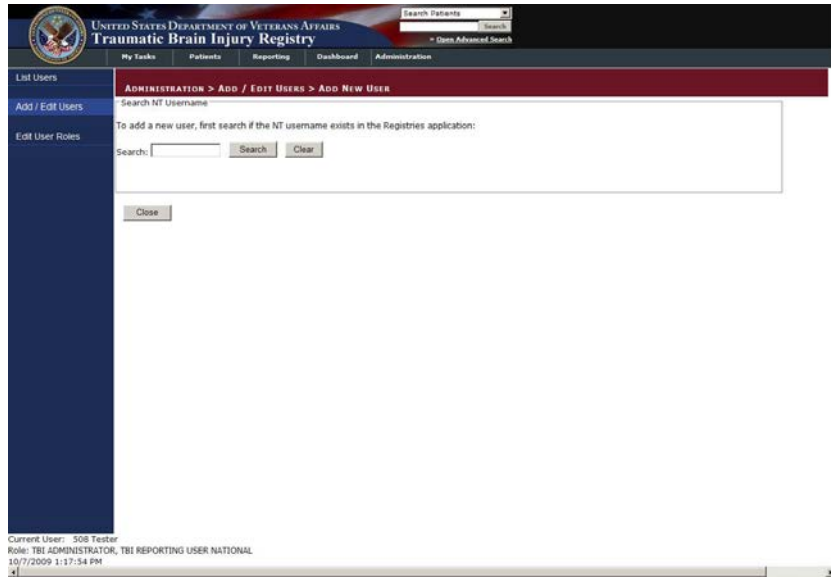 Search Patients
UNITED STATES DEPARTMENT OF VETERANS AFFAIRS
Search
Traumatic Brain Injury Registry
Open Advanced Search
My Tasks Patients Reporting Dashboard Administration
List Users
ADMINISTRATION > ADD / EDIT USERS > ADD NEW USER
Add / Edit Users
Search NT Username
To add a new user, first search if the NT username exists in the Registries application:
Edit User Roles
Search: Search Clear
Close
Current User: 508 Tester
Role: TBI ADMINISTRATOR, TBI REPORTING USER NATIONAL
10/7/2009 1:17:54 PM